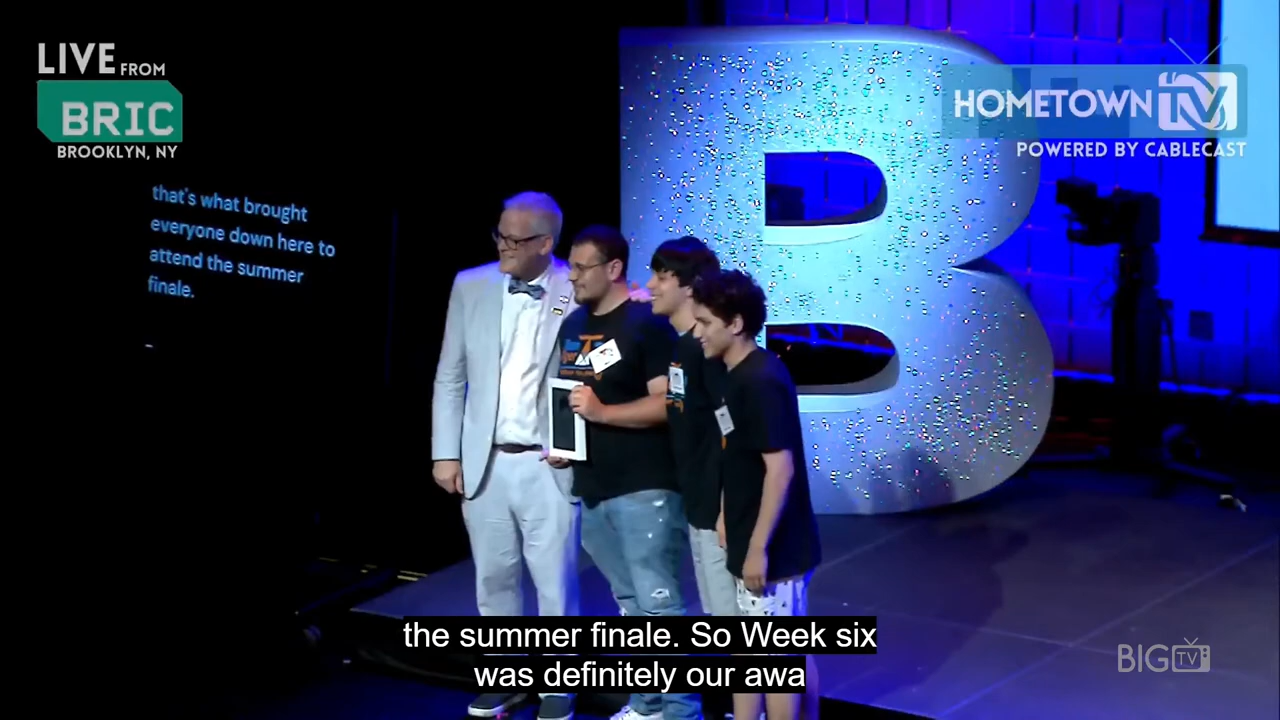 LIVE FROM
BRIC
BROOKLYN, NY
HOMETOWN TV
POWERED BY CABLECAST
that's what brought
everyone down here to
attend the summer
finale.
the summer finale. So Week six
was definitely our awa
BIG TV